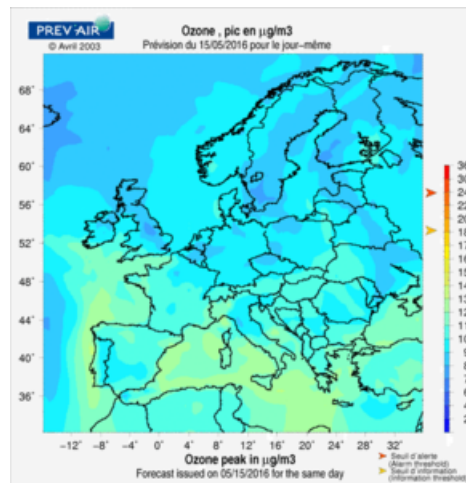 PREV'AIR
© Avril 2003
Ozone , pic en µg/m3
Prévision du 15/05/2016 pour le jour–même
68°
64°
60°
56°
52°
48°
44°
40°
36°
−12° −8° −4° 0° 4° 8° 12° 16° 20° 24° 28° 32°
Ozone peak in µg/m3
Forecast issued on 05/15/2016 for the same day
Seuil d'alerte
(Alarm threshold)
Seuil d'information
(Information thresh